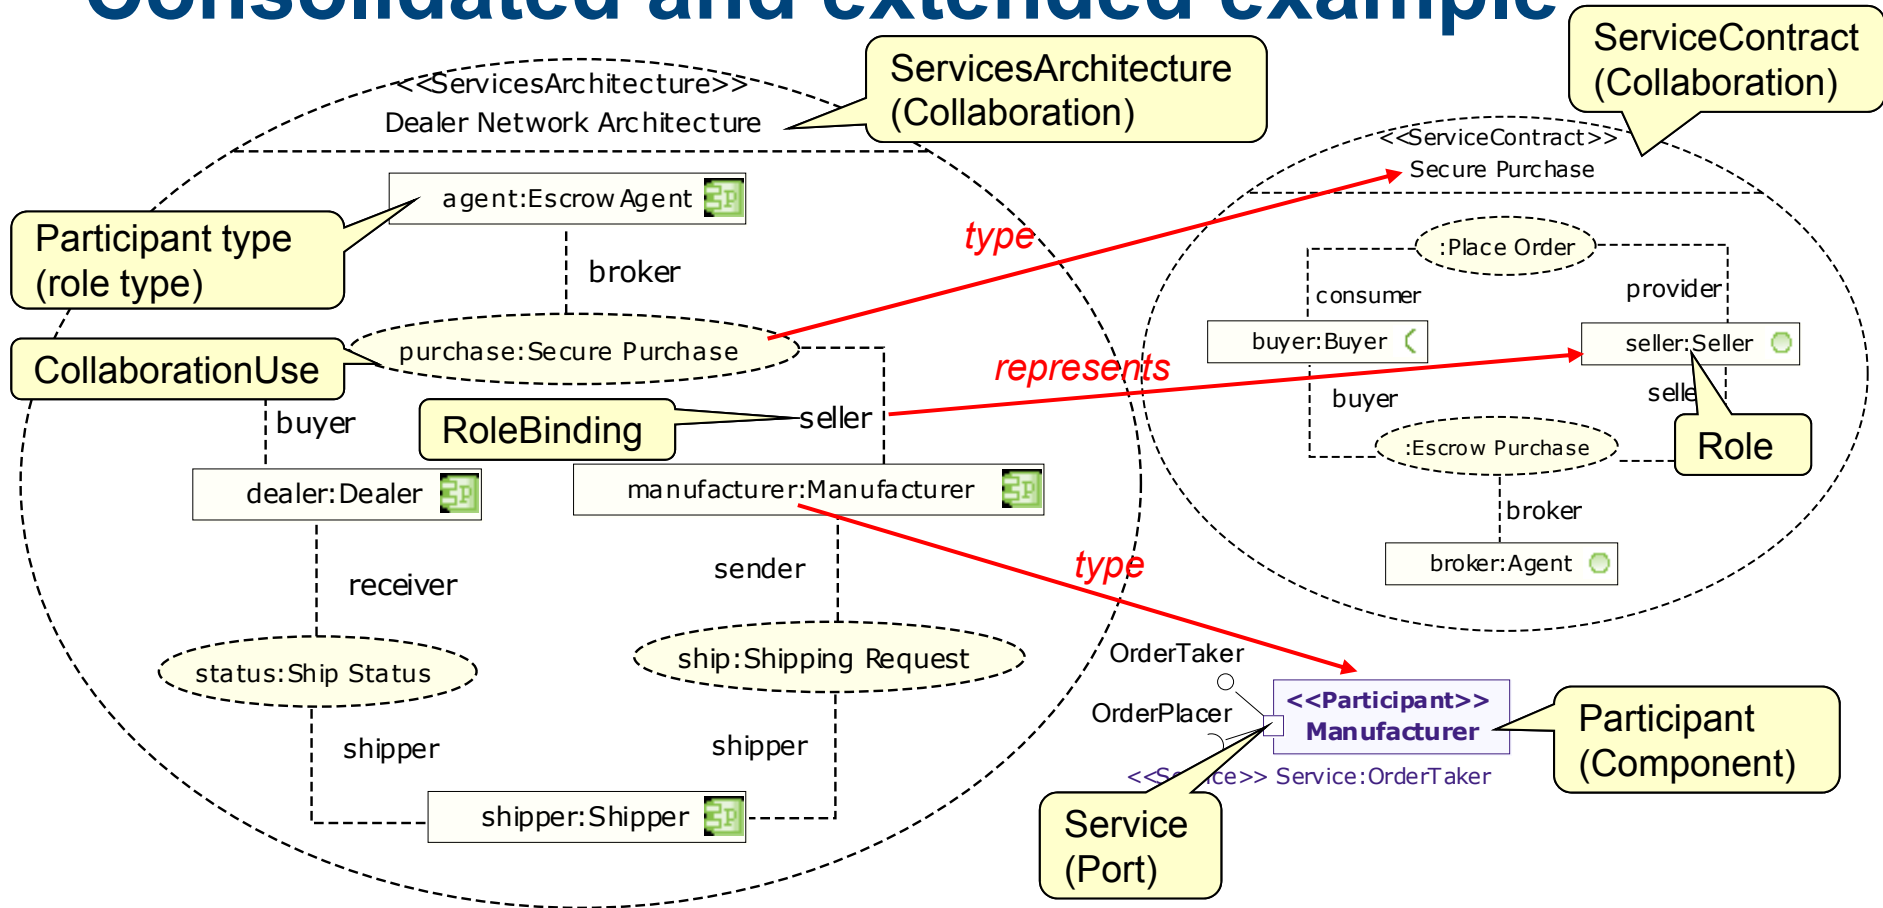 Consolidated and extended example
<<ServicesArchitecture>>
Dealer Network Architecture
ServicesArchitecture
(Collaboration)
ServiceContract
(Collaboration)
<<ServiceContract>>
Secure Purchase
agent:EscrowAgent
Participant type
(role type)
broker
type
:Place Order
consumer
provider
purchase:Secure Purchase
buyer:Buyer
seller:Seller
CollaborationUse
represents
buyer
RoleBinding
seller
buyer
Role
:Escrow Purchase
dealer:Dealer
manufacturer:Manufacturer
broker
receiver
sender
type
broker:Agent
status:Ship Status
ship:Shipping Request
OrderTaker
OrderPlacer
<<Participant>>
Manufacturer
Participant
(Component)
shipper
shipper
Service:OrderTaker
shipper:Shipper
Service
(Port)